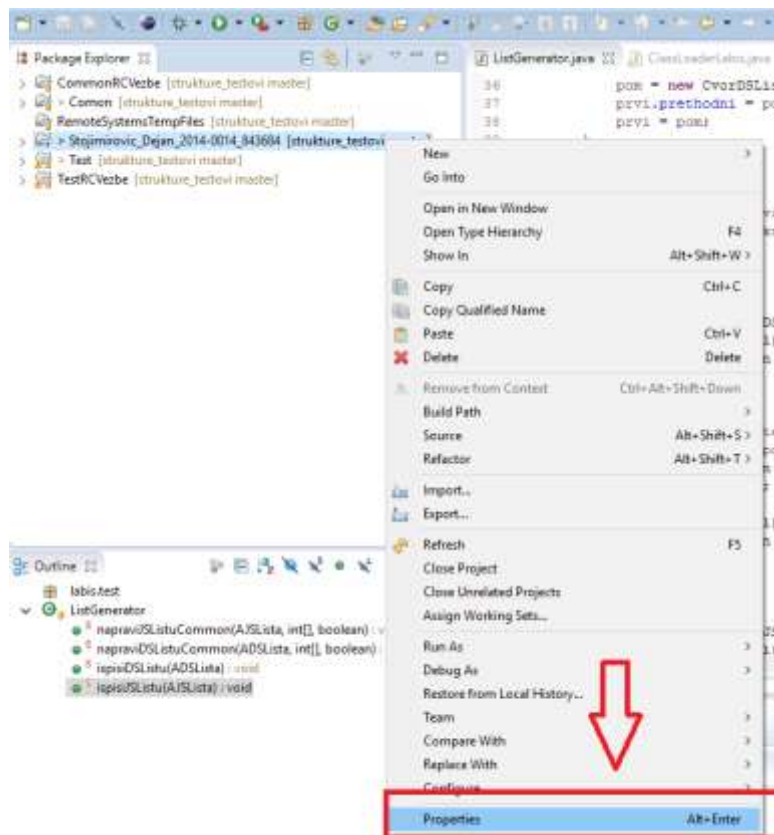 Package Explorer
CommonRCVezbe [strukture_testovi master]
> Comon [strukture_testovi master]
RemoteSystemsTempFiles [strukture_testovi master]
> Stojimirovic_Dejan_2014-0014_843684 [strukture_testovi
> Test [strukture_testovi master]
TestRCVezbe [strukture_testovi master]
ListGenerator.java
36 pom = new CvorDSLis
37 prvi.prethodni = po
38 prvi = pom;
New
Go Into
Open in New Window
Open Type Hierarchy F4
Show In Alt+Shift+W >
Copy Ctrl+C
Copy Qualified Name
Paste Ctrl+V
Delete Delete
Remove from Context Ctrl+Alt+Shift+Down
Build Path
Source Alt+Shift+S >
Refactor Alt+Shift+T >
Import...
Export...
Refresh F5
Close Project
Close Unrelated Projects
Assign Working Sets...
Run As
Debug As
Restore from Local History...
Team
Compare With
Replace With
Configure
Properties Alt+Enter
Outline
labis.test
ListGenerator
napraviJSListuCommon(AJSLista, int[], boolean) : v
napraviDSListuCommon(ADSLista, int[], boolean) :
ispisiDSListu(ADSLista) : void
ispisiJSListu(AJSLista) : void